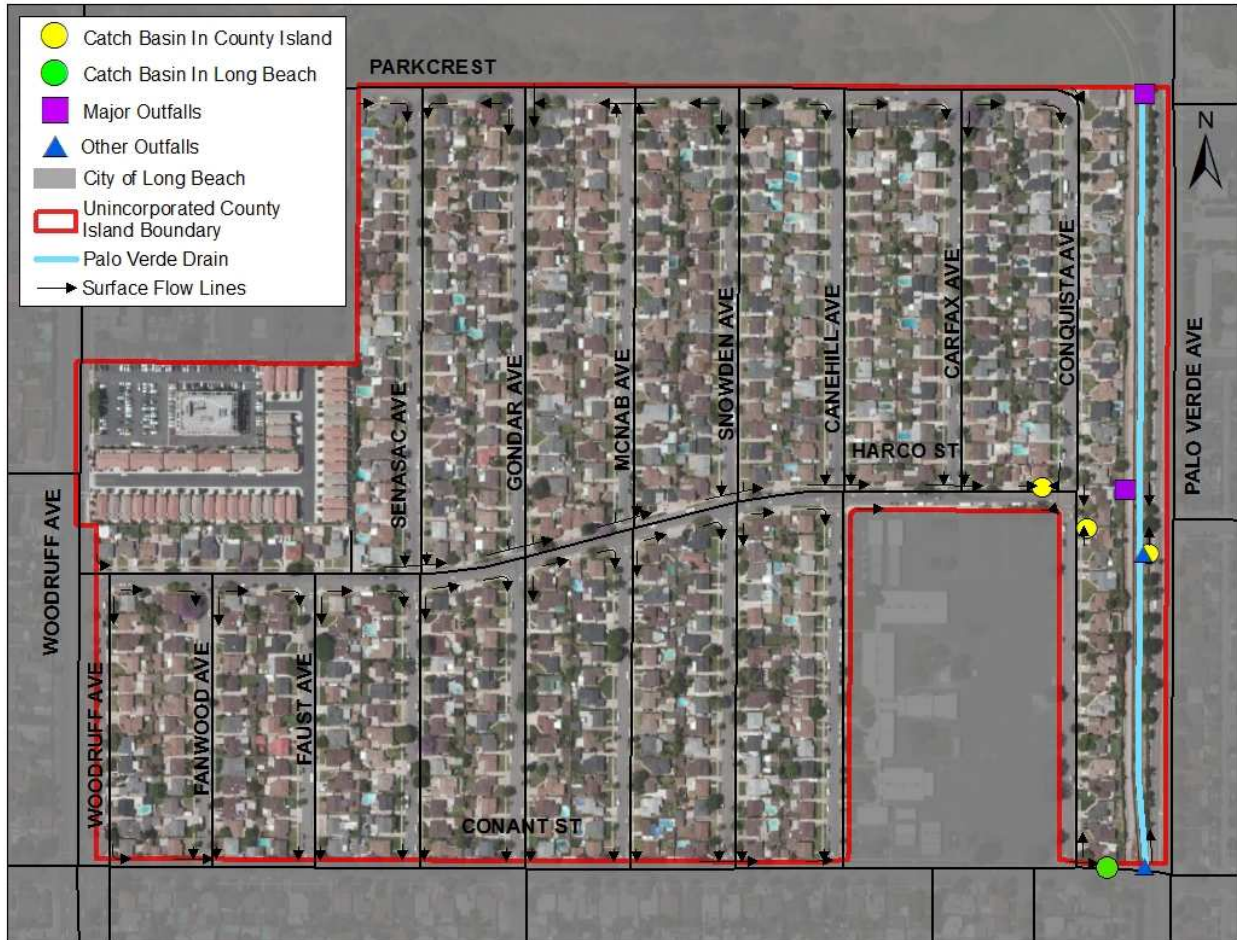 Catch Basin In County Island
Catch Basin In Long Beach
Major Outfalls
Other Outfalls
City of Long Beach
Unincorporated County
Island Boundary
Palo Verde Drain
Surface Flow Lines
PARKCREST
N
SENASAC AVE
GONDAR AVE
MCNAB AVE
SNOWDEN AVE
CANEHILL AVE
CARFAX AVE
CONQUISTA AVE
PALO VERDE AVE
HARCO ST
WOODRUFF AVE
WOODRUFF AVE
FANWOOD AVE
FAUST AVE
CONANT ST